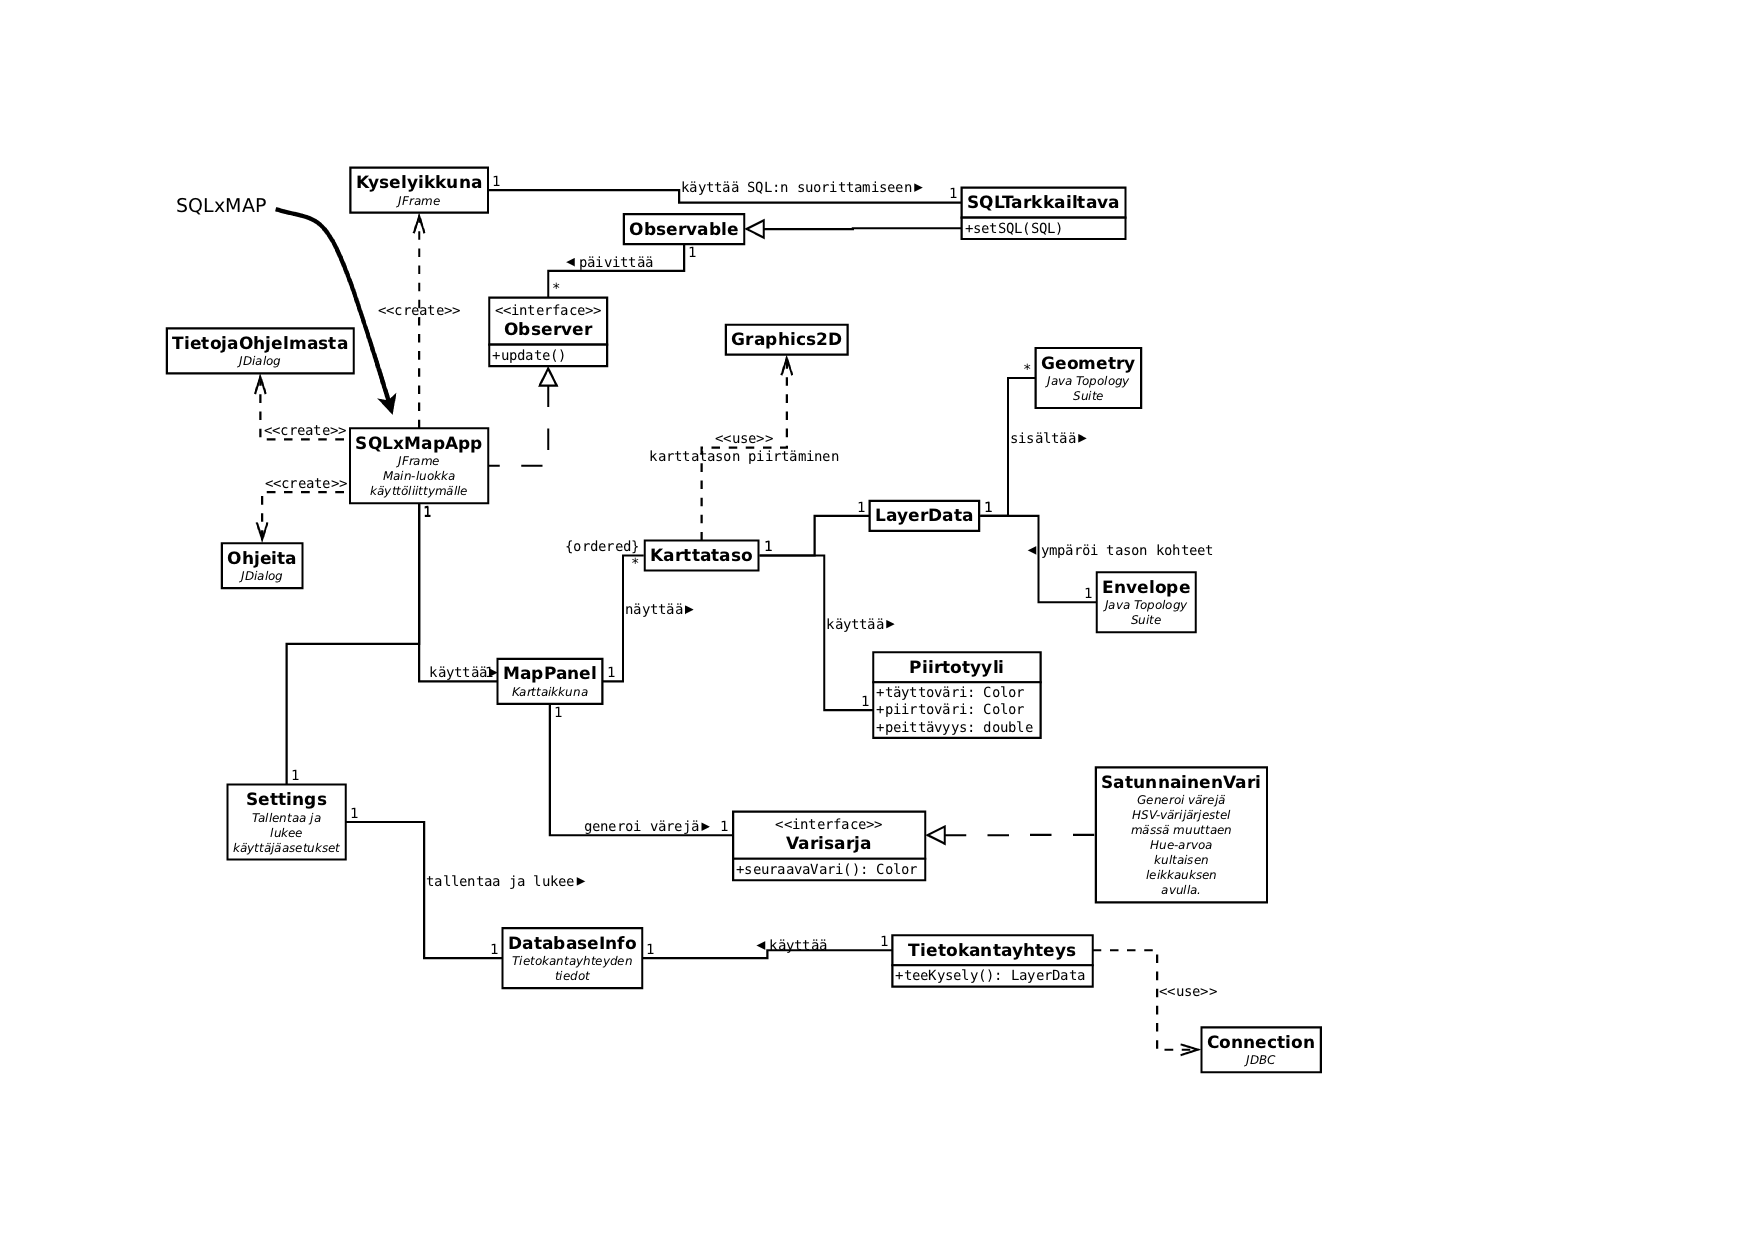 Kyselyikkuna
JFrame
1
käyttää SQL:n suorittamiseen
1
SQLTarkkailtava
+setSQL(SQL)
SQLxMAP
Observable
1
päivittää
*
<<interface>>
Observer
+update()
<<create>>
TietojaOhjelmasta
JDialog
Graphics2D
Geometry
Java Topology
Suite
*
sisältää
<<create>>
SQLxMapApp
JFrame
Main-luokka
käyttöliittymälle
<<create>>
1
<<use>>
karttatason piirtäminen
1
LayerData
1
Ohjeita
JDialog
{ordered}
*
Karttataso
1
ympäröi tason kohteet
1
Envelope
Java Topology
Suite
näyttää
käyttää
käyttää
1
MapPanel
Karttaikkuna
1
1
Piirtotyyli
+täyttoväri: Color
+piirtoväri: Color
+peittävyys: double
1
1
Settings
Tallentaa ja
lukee
käyttäjäasetukset
1
generoi värejä
1
<<interface>>
Varisarja
+seuraavaVari(): Color
SatunnainenVari
Generoi värejä
HSV-värijärjestel
mässä muuttaen
Hue-arvoa
kultaisen
leikkauksen
avulla.
tallentaa ja lukee
1
DatabaseInfo
Tietokantayhteyden
tiedot
1
käyttää
1
Tietokantayhteys
+teeKysely(): LayerData
<<use>>
Connection
JDBC